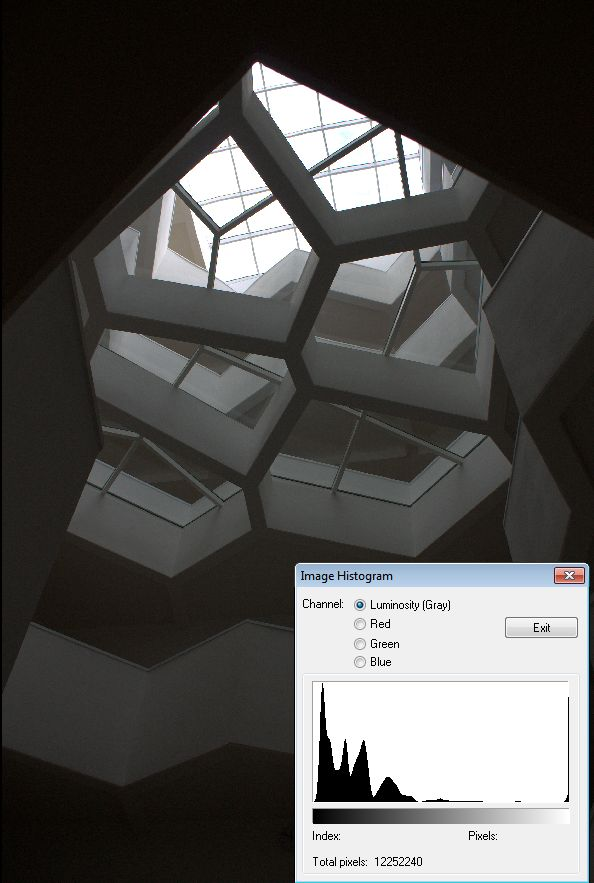 Image Histogram
Channel:
Luminosity (Gray)
Red
Green
Blue
Exit
Index:
Pixels:
Total pixels: 12252240